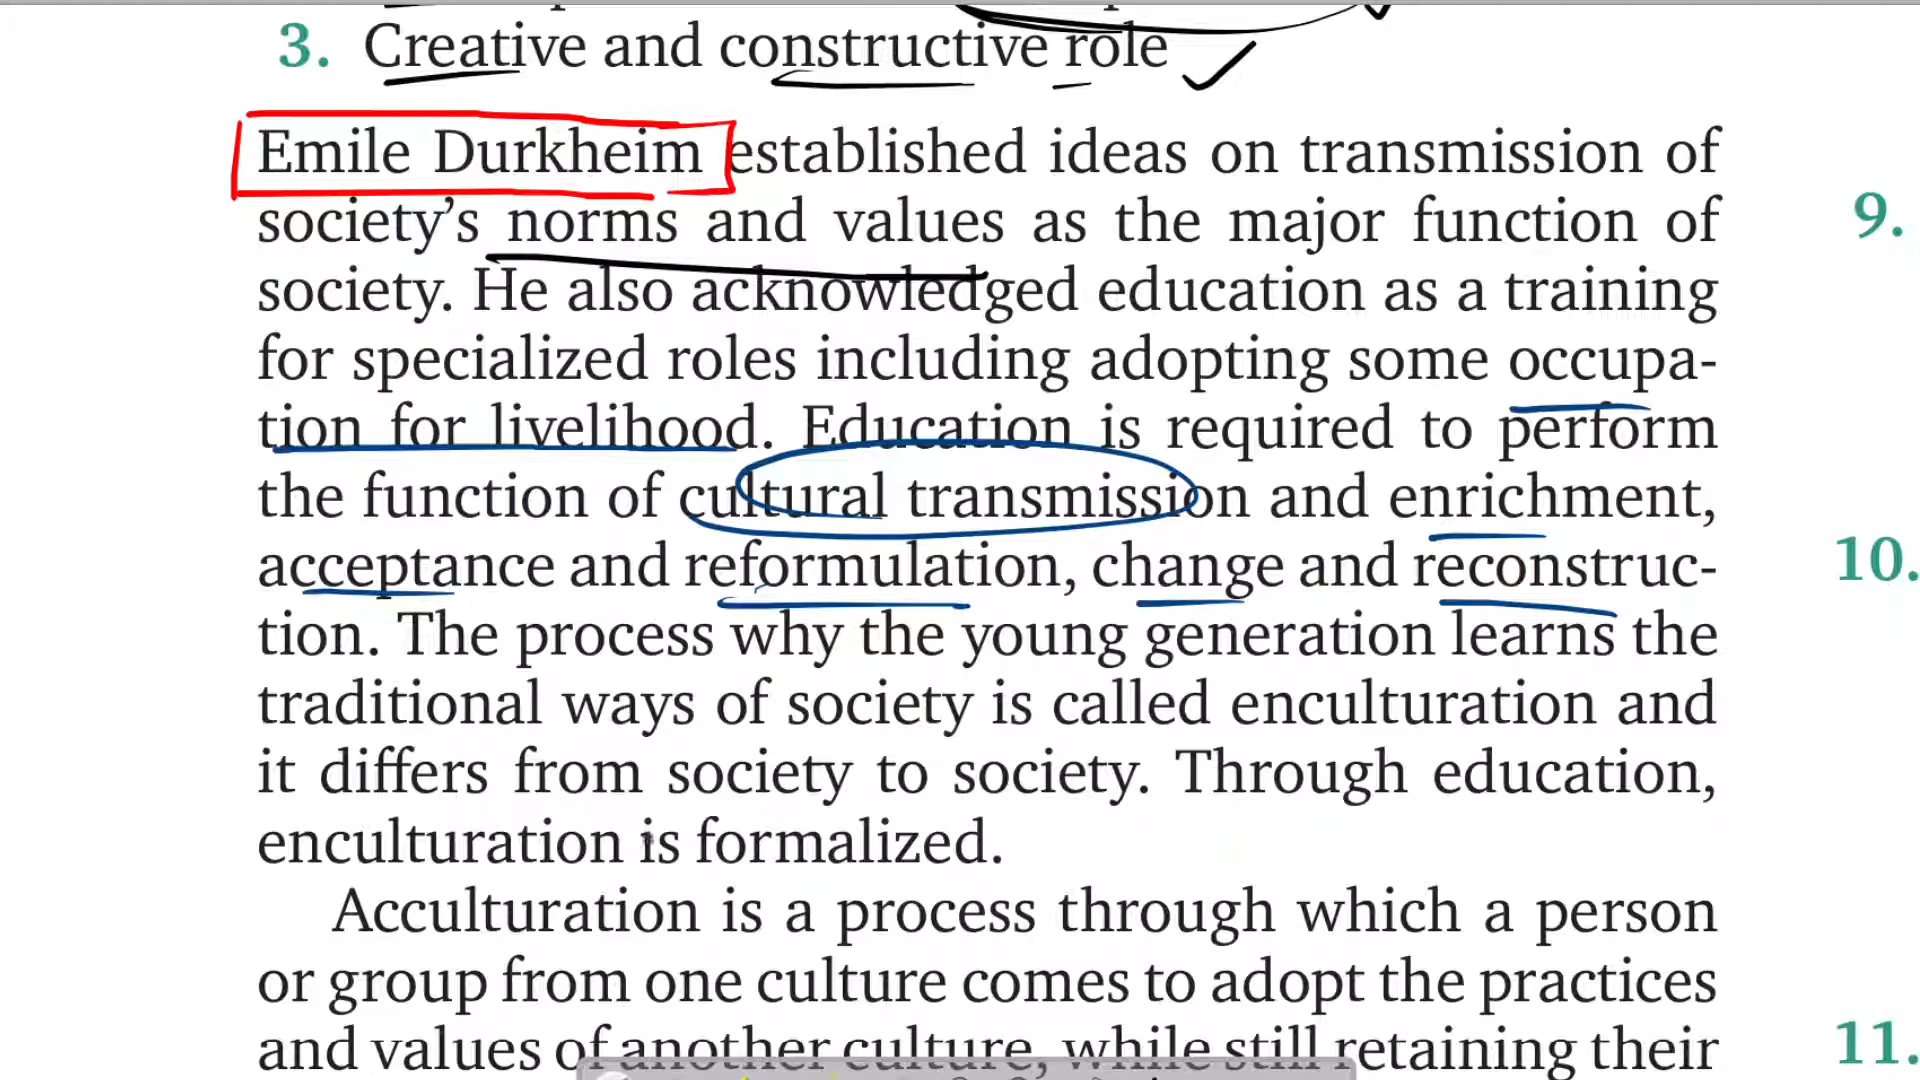 3. Creative and constructive role
Emile Durkheim established ideas on transmission of
society’s norms and values as the major function of
society. He also acknowledged education as a training
for specialized roles including adopting some occupa-
tion for livelihood. Education is required to perform
the function of cultural transmission and enrichment,
acceptance and reformulation, change and reconstruc-
tion. The process why the young generation learns the
traditional ways of society is called enculturation and
it differs from society to society. Through education,
enculturation is formalized.
Acculturation is a process through which a person
or group from one culture comes to adopt the practices
and values of another culture, while still retaining their
9.
10.
11.